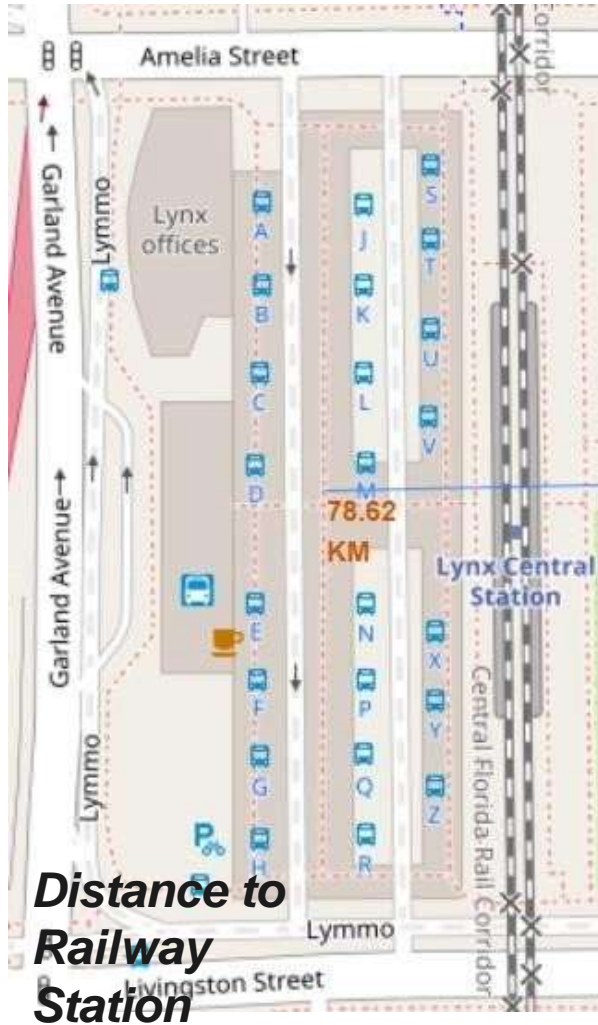 Amelia Street
Corridor
Garland Avenue
Lymmo
Lynx
offices
A
J
S
B
K
T
C
L
U
D
M
V
78.62
KM
Garland Avenue
Lynx Central
Station
E
N
X
F
P
Y
G
Q
Z
H
R
P
Lymmo
Central Florida Rail Corridor
Distance to
Railway
Station
Lymmo
Livingston Street